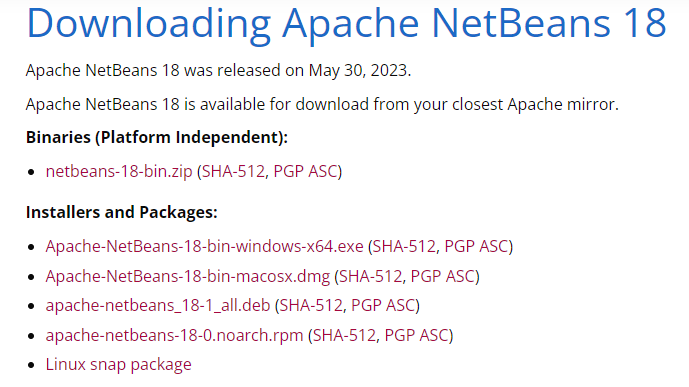 Downloading Apache NetBeans 18
Apache NetBeans 18 was released on May 30, 2023.
Apache NetBeans 18 is available for download from your closest Apache mirror.
Binaries (Platform Independent):
• netbeans-18-bin.zip (SHA-512, PGP ASC)
Installers and Packages:
• Apache-NetBeans-18-bin-windows-x64.exe (SHA-512, PGP ASC)
• Apache-NetBeans-18-bin-macosx.dmg (SHA-512, PGP ASC)
• apache-netbeans_18-1_all.deb (SHA-512, PGP ASC)
• apache-netbeans-18-0.noarch.rpm (SHA-512, PGP ASC)
• Linux snap package